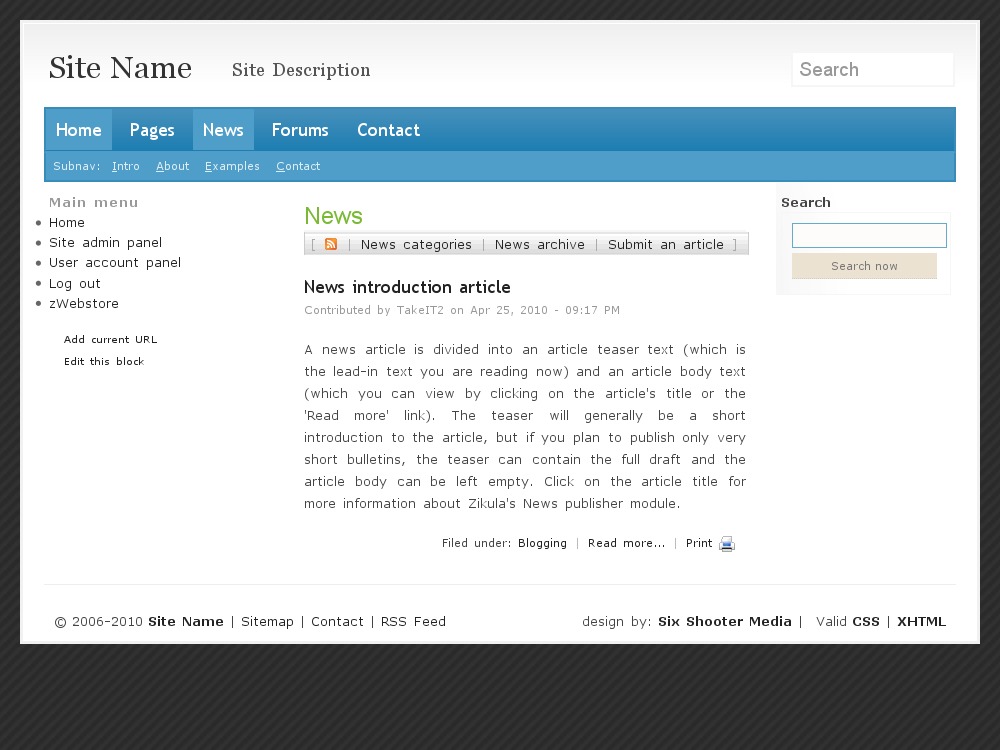 Site Name Site Description Search
Home Pages News Forums Contact
Subnav: Intro About Examples Contact
Main menu
Home
Site admin panel
User account panel
Log out
zWebstore
Add current URL
Edit this block
News
[ | News categories | News archive | Submit an article ]
News introduction article
Contributed by TakeIT2 on Apr 25, 2010 - 09:17 PM
A news article is divided into an article teaser text (which is
the lead-in text you are reading now) and an article body text
(which you can view by clicking on the article's title or the
'Read more' link). The teaser will generally be a short
introduction to the article, but if you plan to publish only very
short bulletins, the teaser can contain the full draft and the
article body can be left empty. Click on the article title for
more information about Zikula's News publisher module.
Filed under: Blogging | Read more... | Print
Search
Search now
© 2006-2010 Site Name | Sitemap | Contact | RSS Feed
design by: Six Shooter Media | Valid CSS | XHTML